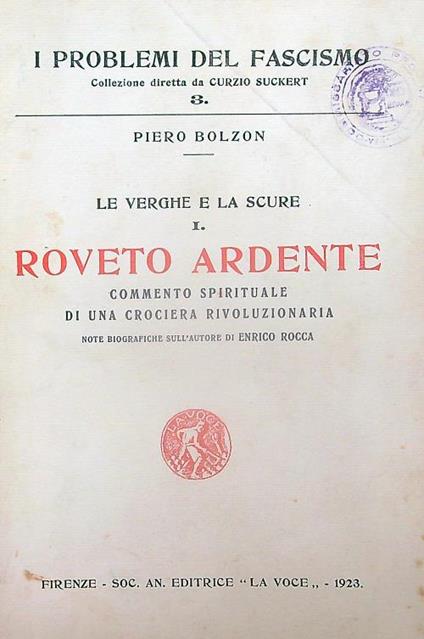 I PROBLEMI DEL FASCISMO
Collezione diretta da CURZIO SUCKERT
3.
PIERO BOLZON
LE VERGHE E LA SCURE
I.
ROVETO ARDENTE
COMMENTO SPIRITUALE
DI UNA CROCIERA RIVOLUZIONARIA
NOTE BIOGRAFICHE SULL'AUTORE DI ENRICO ROCCA
LA VOCE
FIRENZE - SOC. AN. EDITRICE "LA VOCE„ - 1923.